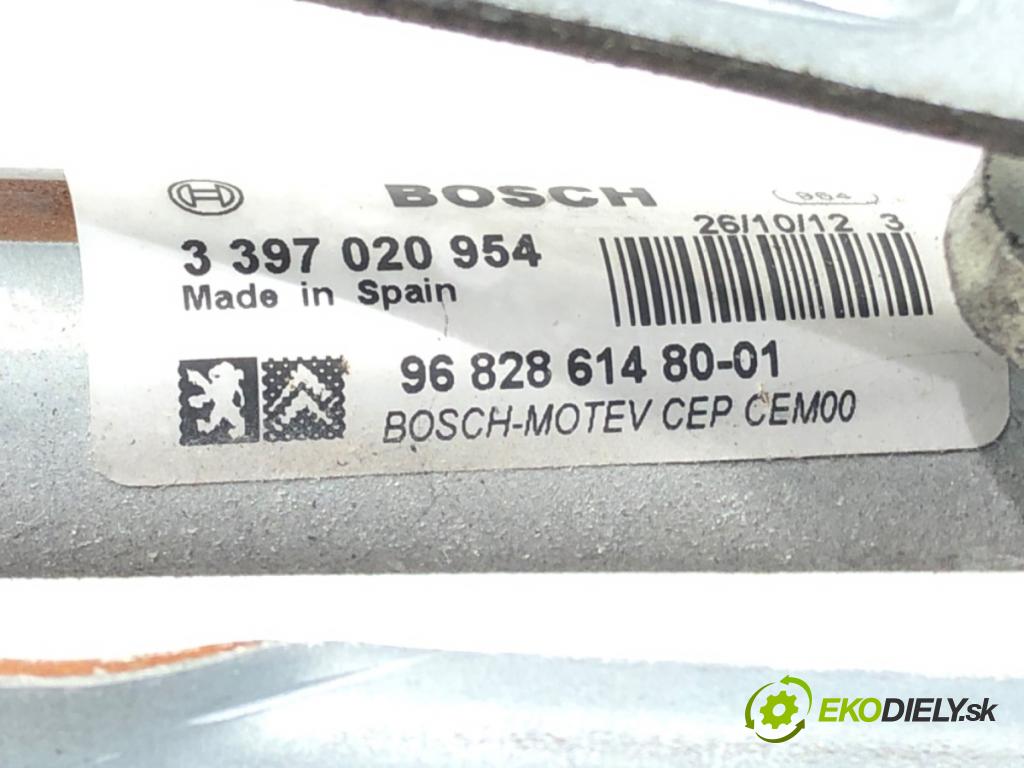 BOSCH
954
26/10/12 3
3 397 020 954
Made in Spain
96 828 614 80-01
BOSCH-MOTEV CEP CEM00
EKODIELY.sk